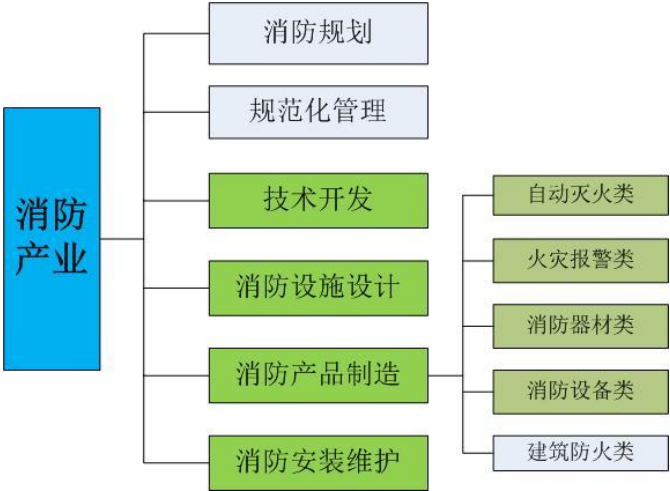 消防规划
规范化管理
消防
产业
技术开发
消防设施设计
消防产品制造
消防安装维护
自动灭火类
火灾报警类
消防器材类
消防设备类
建筑防火类